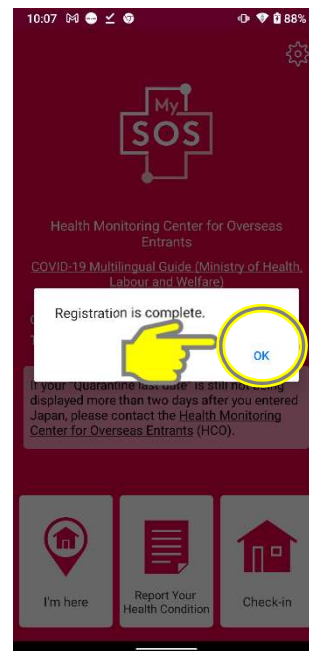 10:07
88%
My
SOS
Health Monitoring Center for Overseas
Entrants
COVID-19 Multilingual Guide (Ministry of Health,
Labour and Welfare)
Registration is complete.
OK
If your "Quarantine last date" is still not being
displayed more than two days after you entered
Japan, please contact the Health Monitoring
Center for Overseas Entrants (HCO).
I'm here
Report Your
Health Condition
Check-in